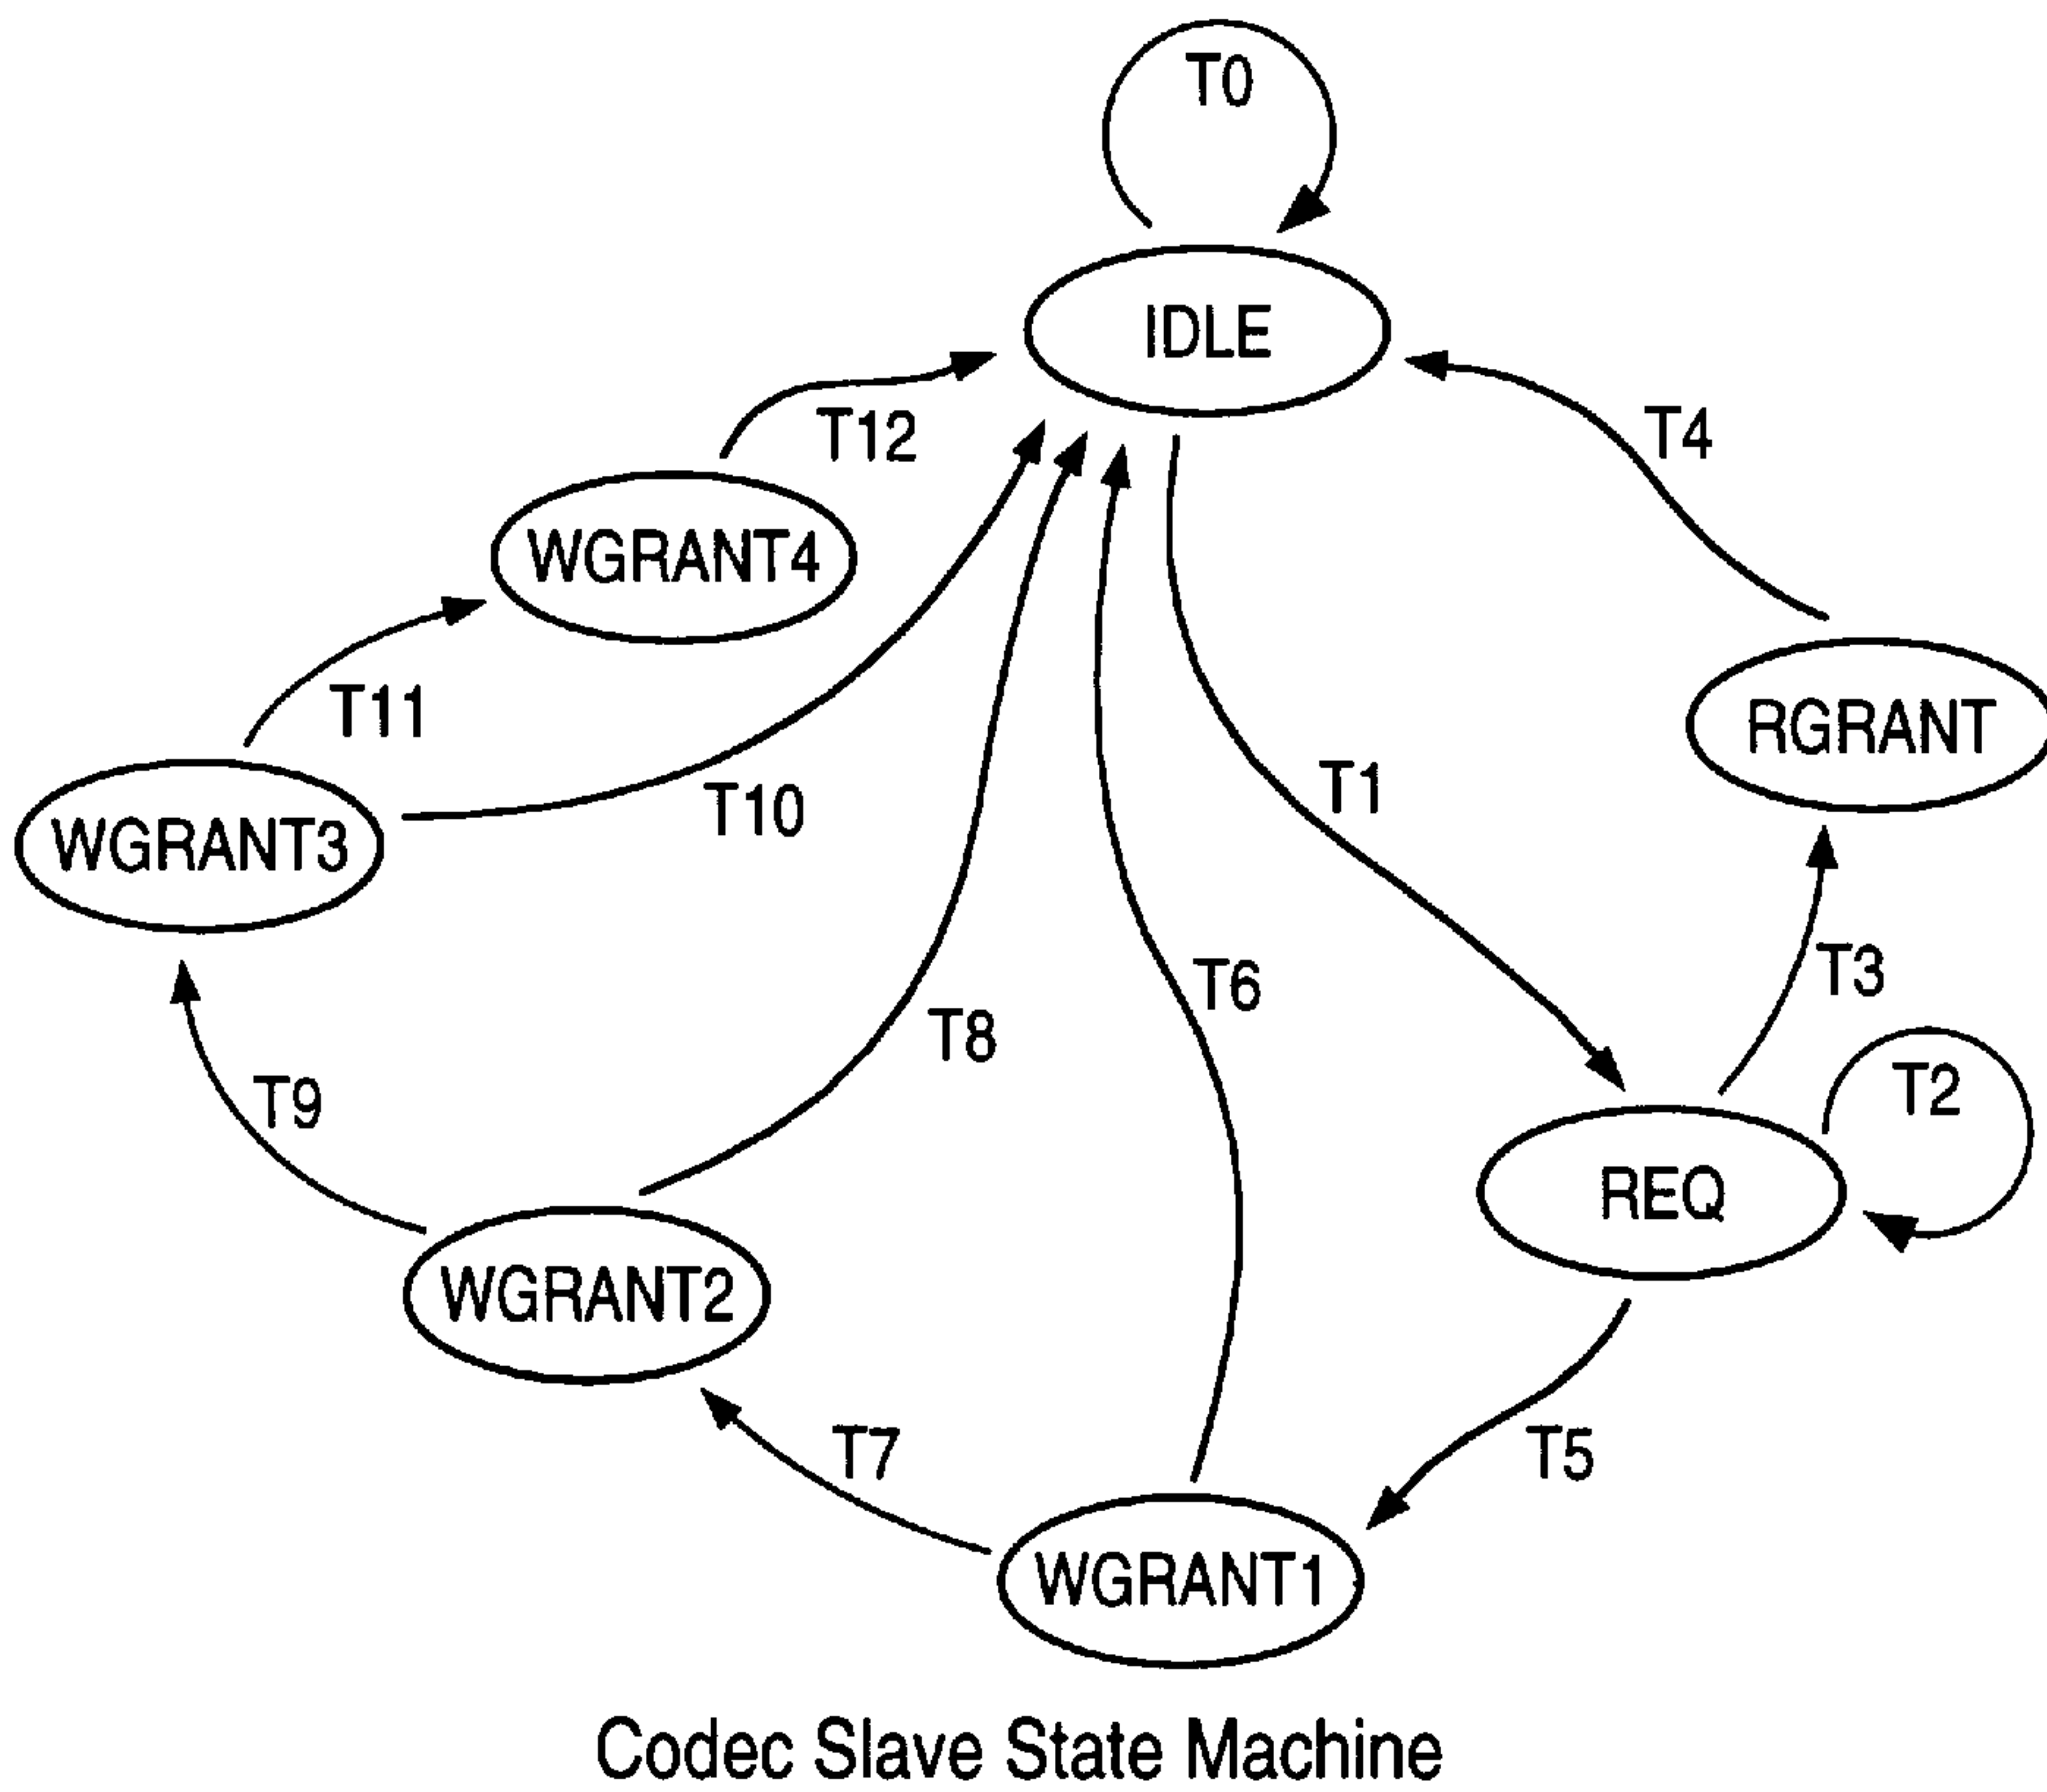 T0
IDLE
T12
T4
WGRANT4
T11
RGRANT
T10
T1
WGRANT3
T3
T6
T8
T2
T9
REQ
WGRANT2
T7
T5
WGRANT1
Codec Slave State Machine